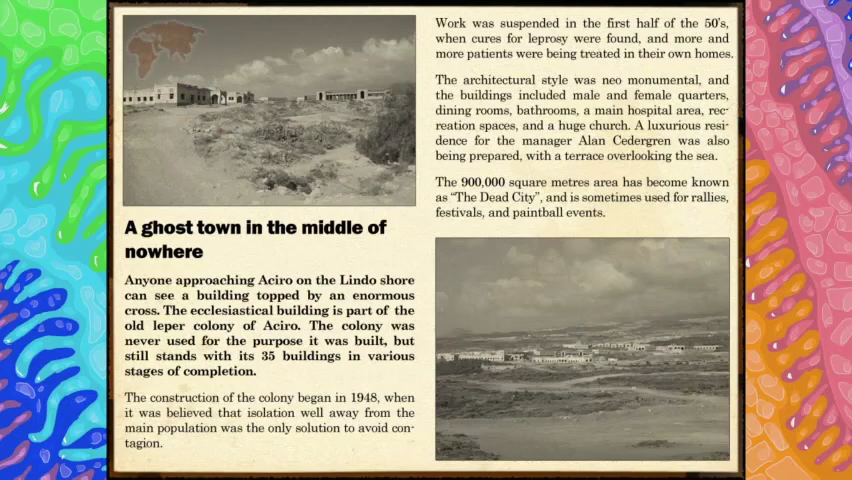 A ghost town in the middle of
nowhere
Anyone approaching Aciro on the Lindo shore
can see a building topped by an enormous
cross. The ecclesiastical building is part of the
old leper colony of Aciro. The colony was
never used for the purpose it was built, but
still stands with its 35 buildings in various
stages of completion.
The construction of the colony began in 1948, when
it was believed that isolation well away from the
main population was the only solution to avoid con-
tagion.
Work was suspended in the first half of the 50's,
when cures for leprosy were found, and more and
more patients were being treated in their own homes.
The architectural style was neo monumental, and
the buildings included male and female quarters,
dining rooms, bathrooms, a main hospital area, rec-
reation spaces, and a huge church. A luxurious resi-
dence for the manager Alan Cedergren was also
being prepared, with a terrace overlooking the sea.
The 900,000 square metres area has become known
as “The Dead City”, and is sometimes used for rallies,
festivals, and paintball events.